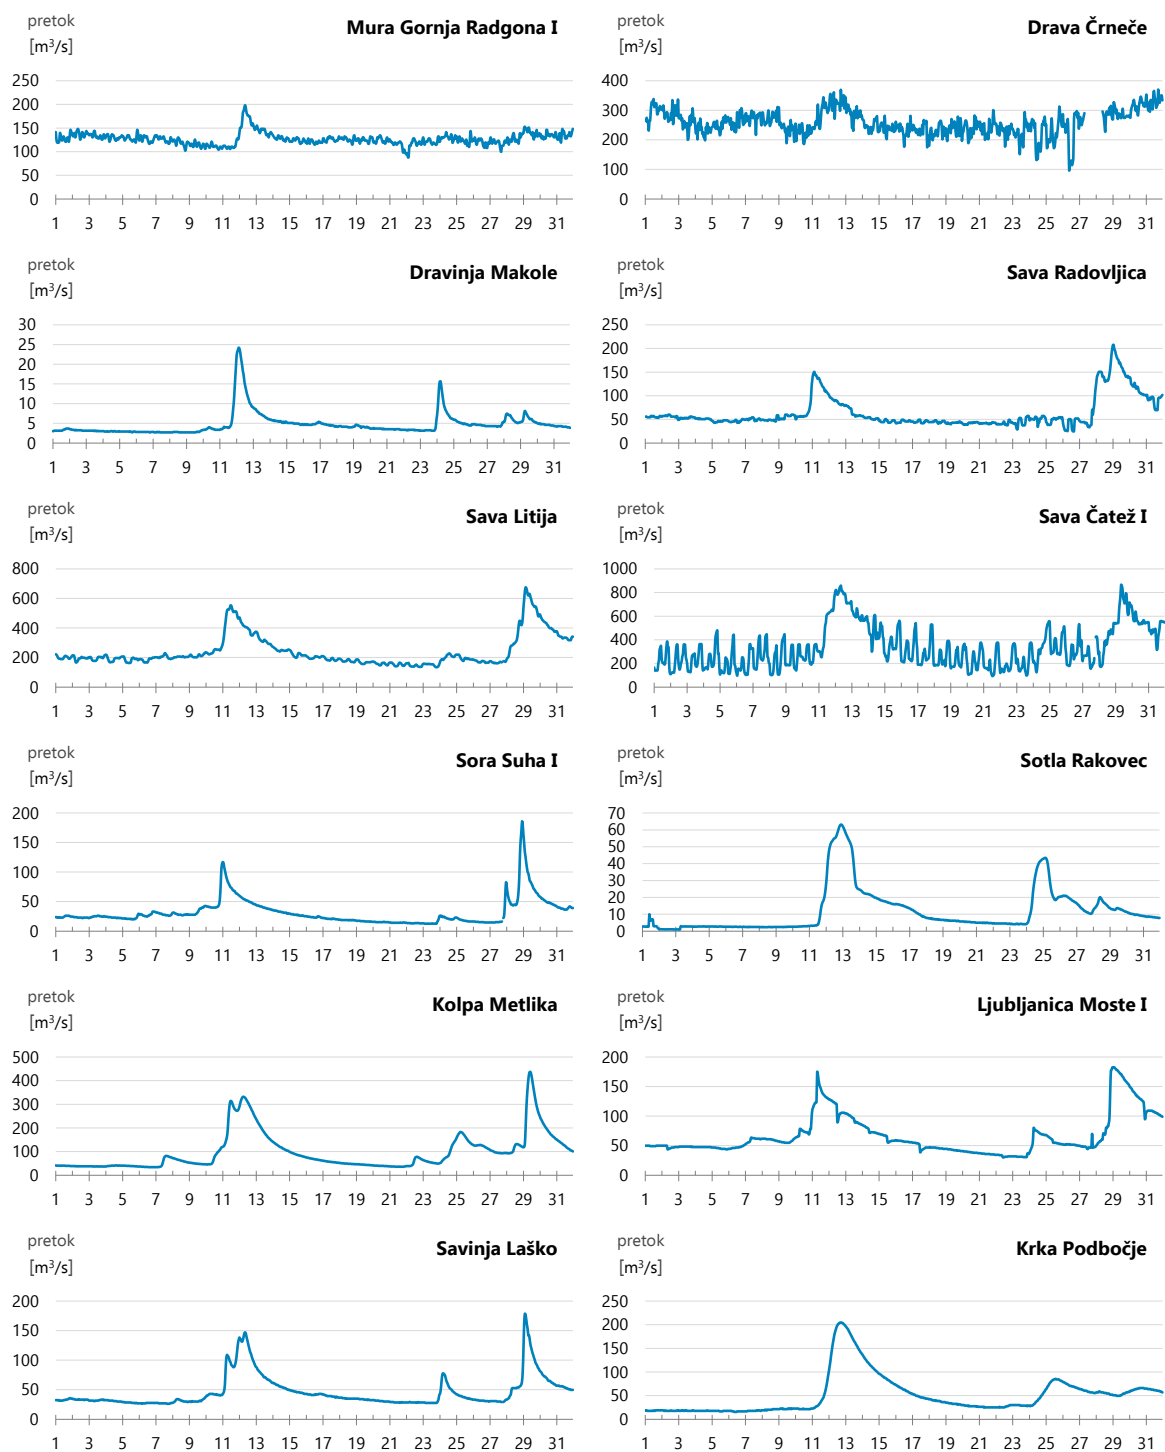 pretok
[m³/s]
Mura Gornja Radgona I
250
200
150
100
50
0
1 3 5 7 9 11 13 15 17 19 21 23 25 27 29 31
pretok
[m³/s]
Drava Črneče
400
300
200
100
0
1 3 5 7 9 11 13 15 17 19 21 23 25 27 29 31
pretok
[m³/s]
Dravinja Makole
30
25
20
15
10
5
0
1 3 5 7 9 11 13 15 17 19 21 23 25 27 29 31
pretok
[m³/s]
Sava Radovljica
250
200
150
100
50
0
1 3 5 7 9 11 13 15 17 19 21 23 25 27 29 31
pretok
[m³/s]
Sava Litija
800
600
400
200
0
1 3 5 7 9 11 13 15 17 19 21 23 25 27 29 31
pretok
[m³/s]
Sava Čatež I
1000
800
600
400
200
0
1 3 5 7 9 11 13 15 17 19 21 23 25 27 29 31
pretok
[m³/s]
Sora Suha I
200
150
100
50
0
1 3 5 7 9 11 13 15 17 19 21 23 25 27 29 31
pretok
[m³/s]
Sotla Rakovec
70
60
50
40
30
20
10
0
1 3 5 7 9 11 13 15 17 19 21 23 25 27 29 31
pretok
[m³/s]
Kolpa Metlika
500
400
300
200
100
0
1 3 5 7 9 11 13 15 17 19 21 23 25 27 29 31
pretok
[m³/s]
Ljubljanica Moste I
200
150
100
50
0
1 3 5 7 9 11 13 15 17 19 21 23 25 27 29 31
pretok
[m³/s]
Savinja Laško
200
150
100
50
0
1 3 5 7 9 11 13 15 17 19 21 23 25 27 29 31
pretok
[m³/s]
Krka Podbočje
250
200
150
100
50
0
1 3 5 7 9 11 13 15 17 19 21 23 25 27 29 31